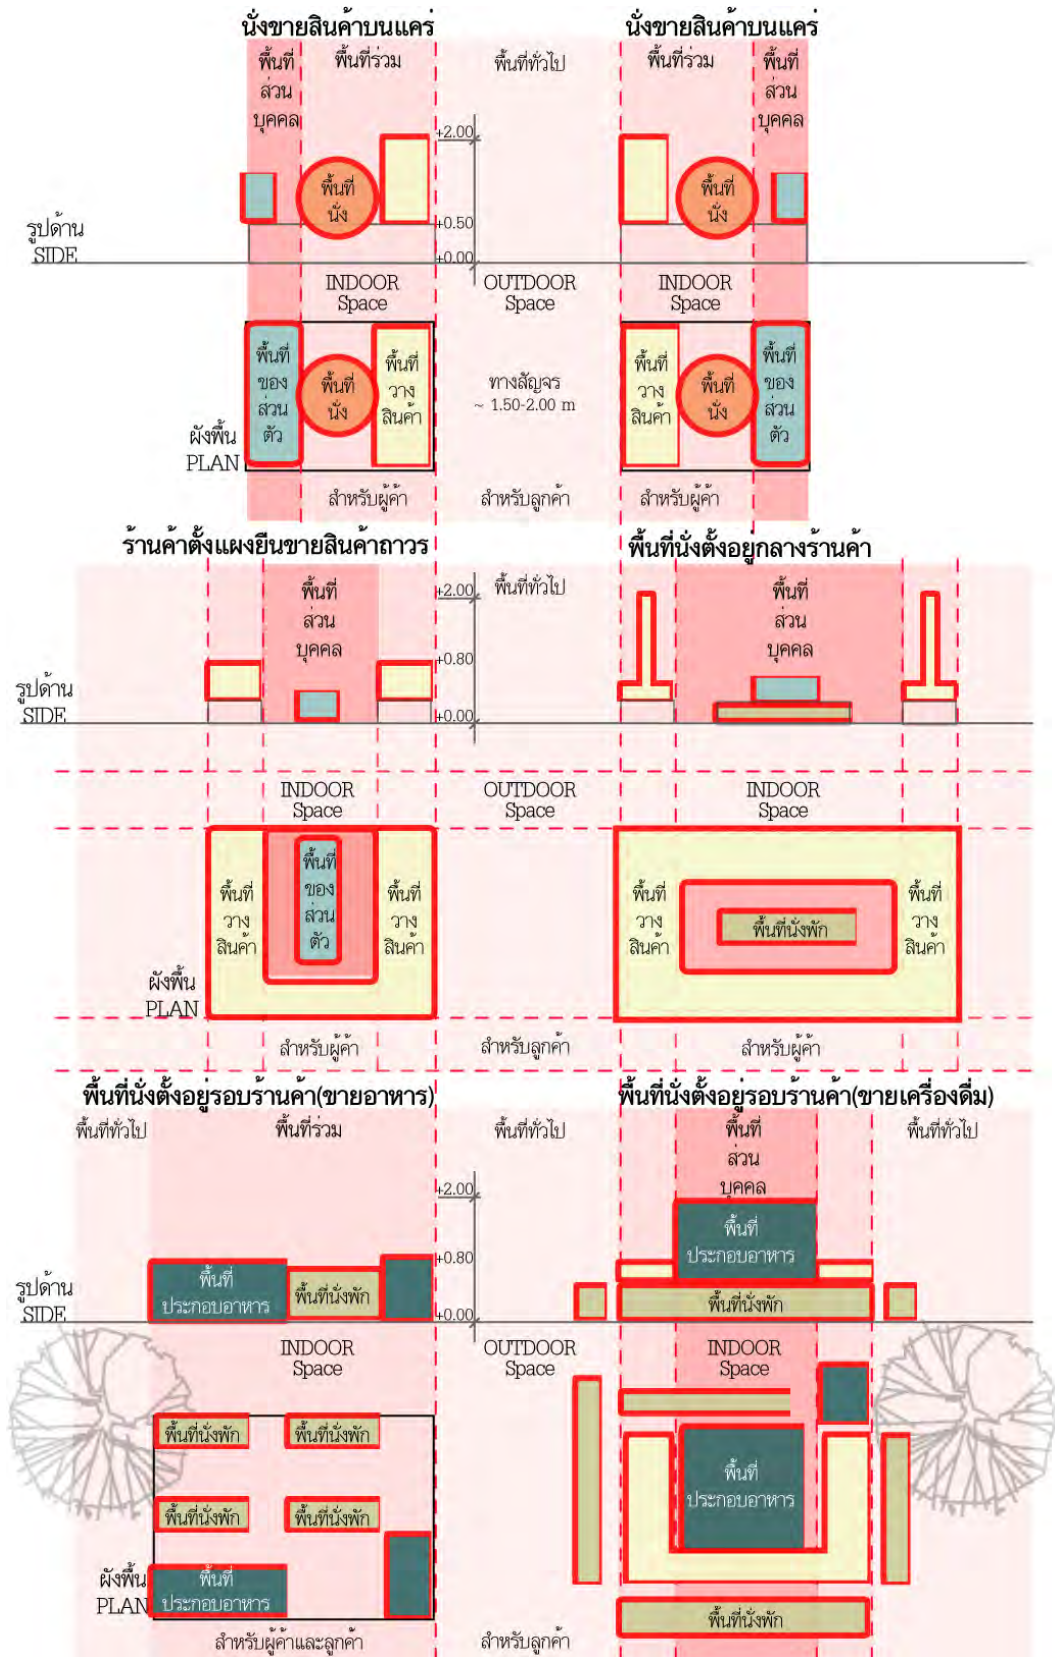 นั่งขายสินค้าบนแคร่
นั่งขายสินค้าบนแคร่
พื้นที่
ส่วน
บุคคล
พื้นที่ร่วม
พื้นที่ทั่วไป
พื้นที่ร่วม
พื้นที่
ส่วน
บุคคล
+2.00
พื้นที่
นั่ง
พื้นที่
นั่ง
+0.50
+0.00
รูปด้าน
SIDE
INDOOR
Space
OUTDOOR
Space
INDOOR
Space
พื้นที่
ของ
ส่วน
ตัว
พื้นที่
นั่ง
พื้นที่
วาง
สินค้า
ทางสัญจร
~ 1.50-2.00 m
พื้นที่
วาง
สินค้า
พื้นที่
นั่ง
พื้นที่
ของ
ส่วน
ตัว
ผังพื้น
PLAN
สำหรับผู้ค้า
สำหรับลูกค้า
สำหรับผู้ค้า
ร้านค้าตั้งแผงยืนขายสินค้าถาวร
พื้นที่นั่งตั้งอยู่กลางร้านค้า
พื้นที่
ส่วน
บุคคล
พื้นที่ทั่วไป
พื้นที่
ส่วน
บุคคล
+2.00
+0.80
+0.00
รูปด้าน
SIDE
INDOOR
Space
OUTDOOR
Space
INDOOR
Space
พื้นที่
วาง
สินค้า
พื้นที่
ของ
ส่วน
ตัว
พื้นที่
วาง
สินค้า
พื้นที่
วาง
สินค้า
พื้นที่นั่งพัก
พื้นที่
วาง
สินค้า
ผังพื้น
PLAN
สำหรับผู้ค้า
สำหรับลูกค้า
สำหรับผู้ค้า
พื้นที่นั่งตั้งอยู่รอบร้านค้า(ขายอาหาร)
พื้นที่นั่งตั้งอยู่รอบร้านค้า(ขายเครื่องดื่ม)
พื้นที่ทั่วไป
พื้นที่ร่วม
พื้นที่ทั่วไป
พื้นที่
ส่วน
บุคคล
พื้นที่ทั่วไป
+2.00
+0.80
+0.00
พื้นที่
ประกอบอาหาร
พื้นที่นั่งพัก
พื้นที่
ประกอบอาหาร
พื้นที่นั่งพัก
รูปด้าน
SIDE
INDOOR
Space
OUTDOOR
Space
INDOOR
Space
พื้นที่นั่งพัก
พื้นที่นั่งพัก
พื้นที่นั่งพัก
พื้นที่นั่งพัก
พื้นที่
ประกอบอาหาร
พื้นที่
ประกอบอาหาร
พื้นที่นั่งพัก
ผังพื้น
PLAN
สำหรับผู้ค้าและลูกค้า
สำหรับลูกค้า